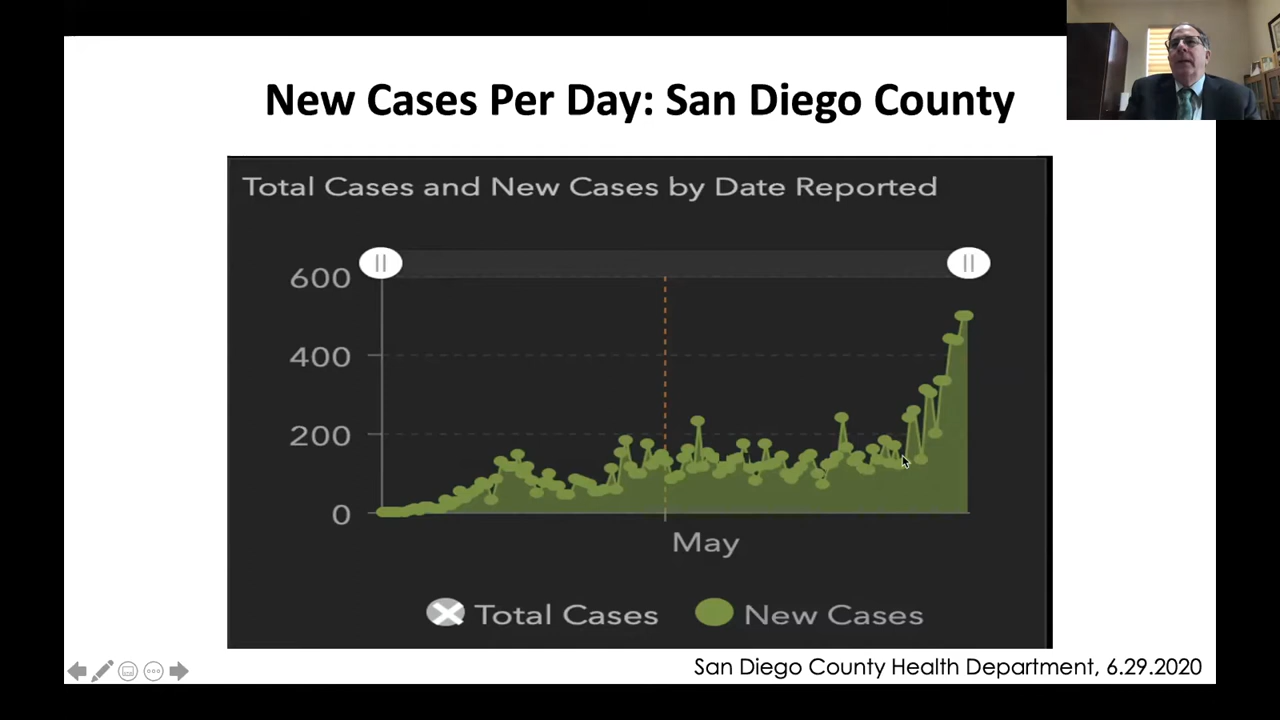 New Cases Per Day: San Diego County
Total Cases and New Cases by Date Reported
600
400
200
0
May
Total Cases
New Cases
San Diego County Health Department, 6.29.2020